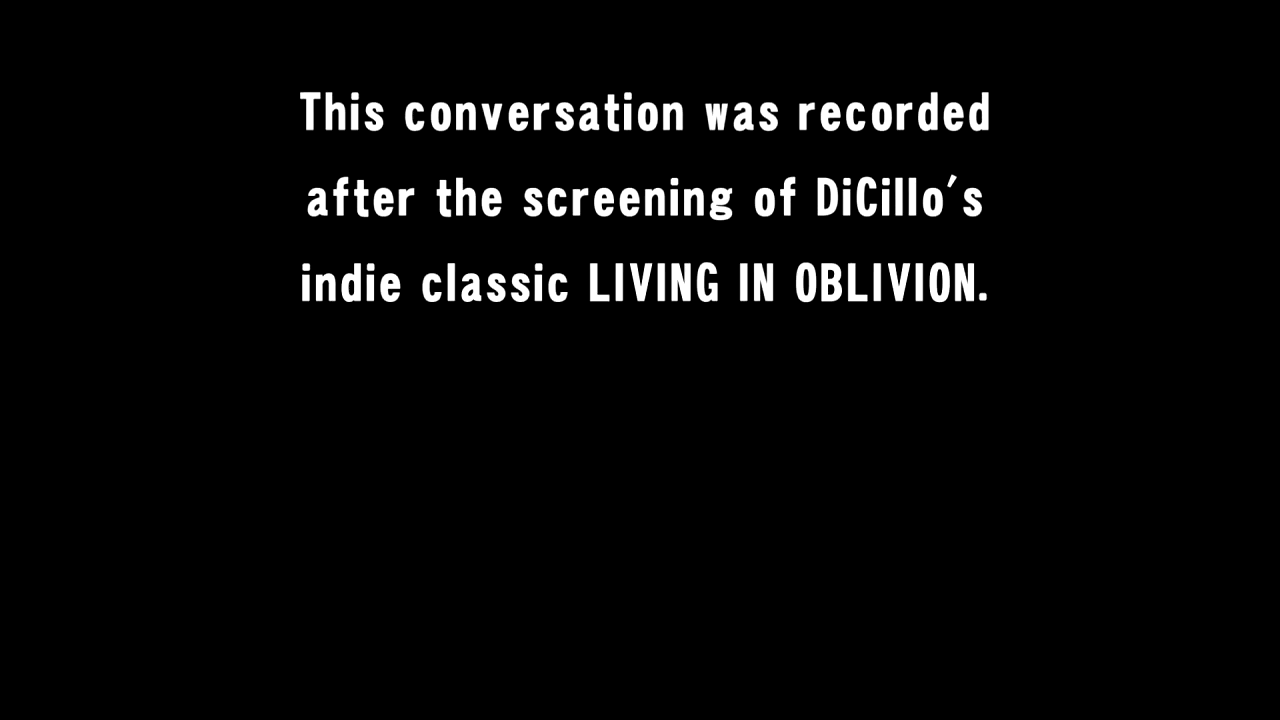 This conversation was recorded
after the screening of DiCillo's
indie classic LIVING IN OBLIVION.